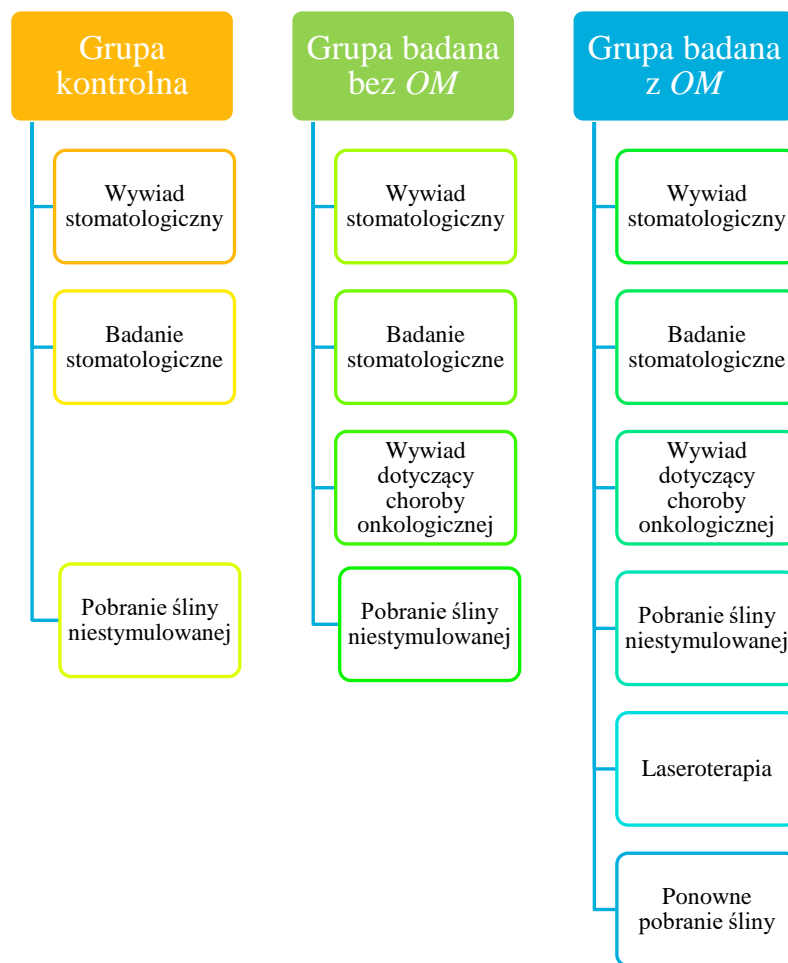 Grupa
kontrolna
Wywiad
stomatologiczny
Badanie
stomatologiczne
Pobranie śliny
niestymulowanej
Grupa badana
bez OM
Wywiad
stomatologiczny
Badanie
stomatologiczne
Wywiad
dotyczący
choroby
onkologicznej
Pobranie śliny
niestymulowanej
Grupa badana
z OM
Wywiad
stomatologiczny
Badanie
stomatologiczne
Wywiad
dotyczący
choroby
onkologicznej
Pobranie śliny
niestymulowanej
Laseroterapia
Ponowne
pobranie śliny